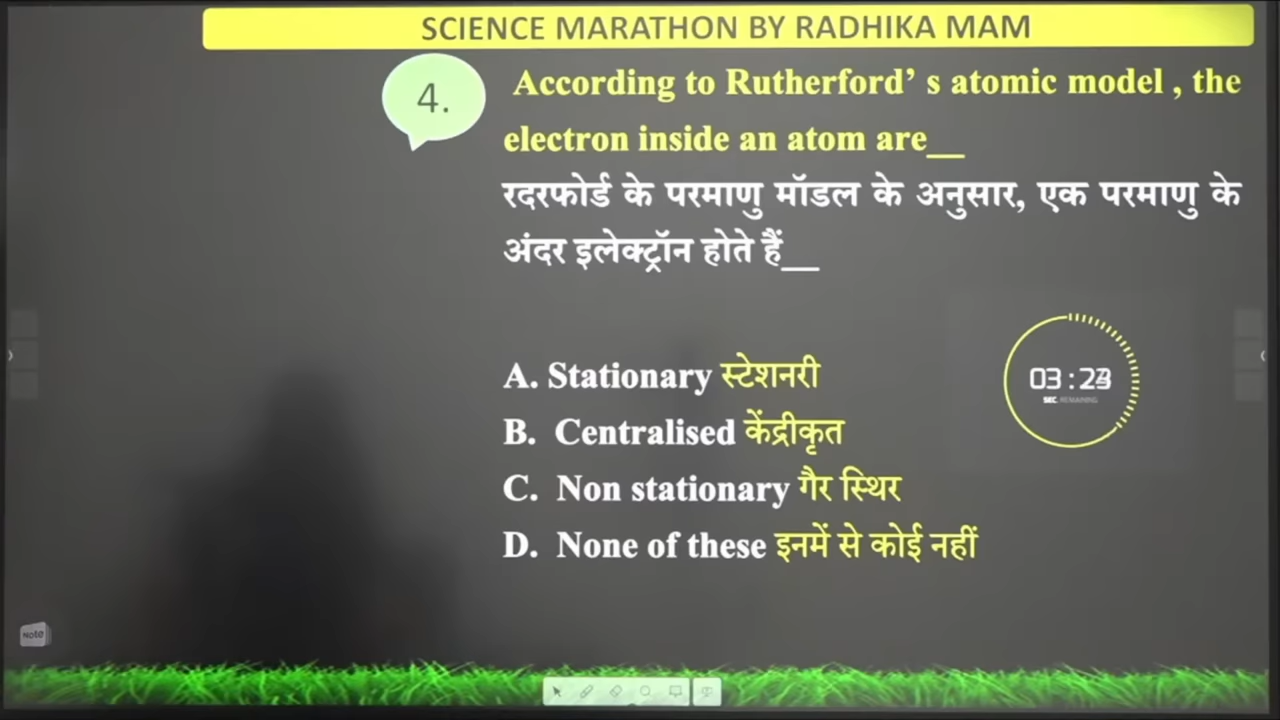 SCIENCE MARATHON BY RADHIKA MAM
4.
According to Rutherford’ s atomic model , the
electron inside an atom are__
रदरफोर्ड के परमाणु मॉडल के अनुसार, एक परमाणु के
अंदर इलेक्ट्रॉन होते हैं__
A. Stationary स्टेशनरी
03 : 23
SEC. REMAINING
B. Centralised केंद्रीकृत
C. Non stationary गैर स्थिर
D. None of these इनमें से कोई नहीं
Note